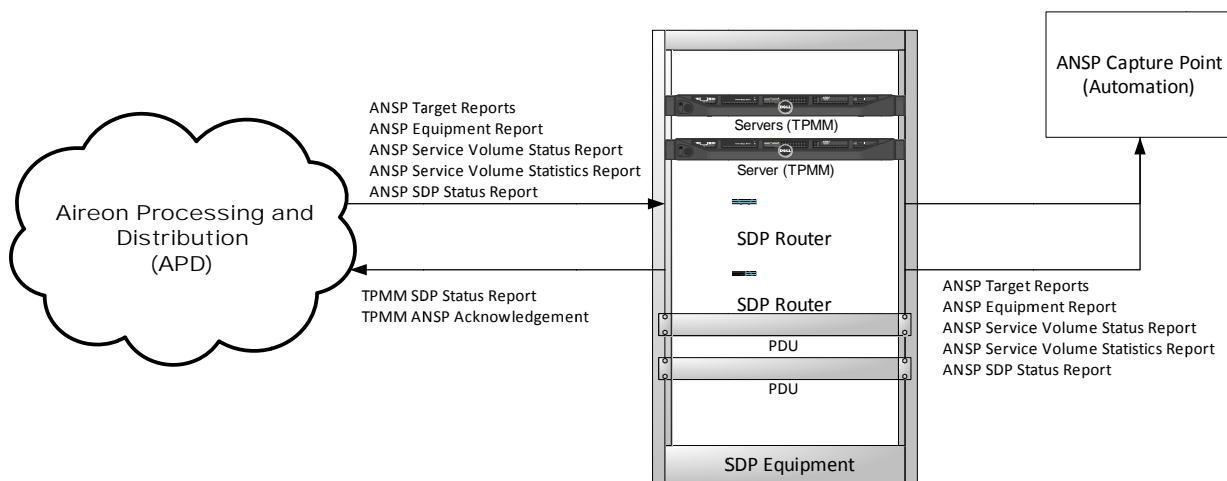 ANSP Target Reports
ANSP Equipment Report
ANSP Service Volume Status Report
ANSP Service Volume Statistics Report
ANSP SDP Status Report
Aireon Processing and
Distribution
(APD)
TPMM SDP Status Report
TPMM ANSP Acknowledgement
DELL
Servers (TPMM)
DELL
Server (TPMM)
SDP Router
SDP Router
PDU
PDU
SDP Equipment
ANSP Capture Point
(Automation)
ANSP Target Reports
ANSP Equipment Report
ANSP Service Volume Status Report
ANSP Service Volume Statistics Report
ANSP SDP Status Report